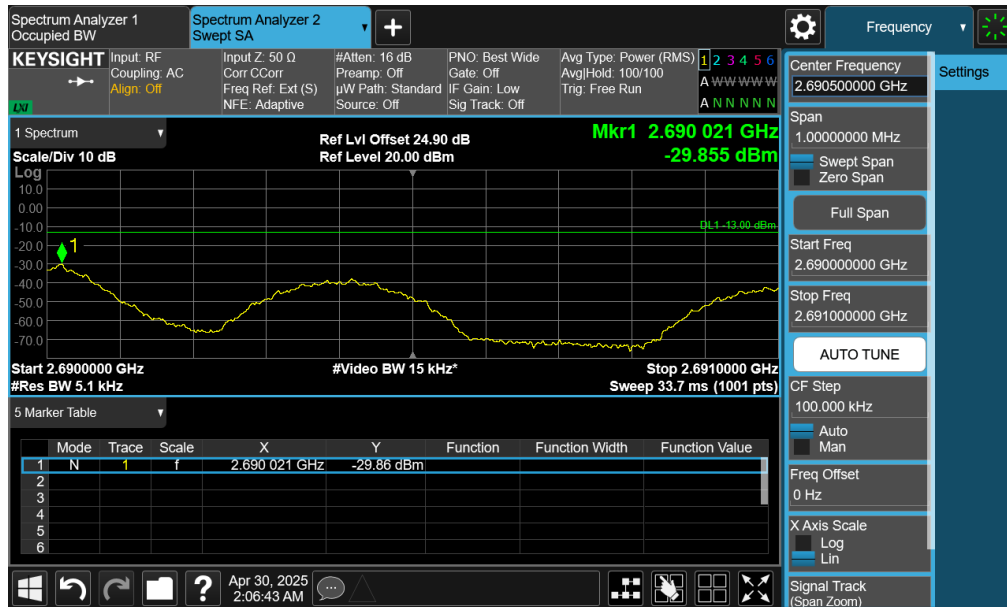 Spectrum Analyzer 1
Occupied BW
Spectrum Analyzer 2
Swept SA
Frequency
KEYSIGHT
LXI
Input: RF
Coupling: AC
Align: Off
Input Z: 50 Ω
Corr CCorr
Freq Ref: Ext (S)
NFE: Adaptive
#Atten: 16 dB
Preamp: Off
µW Path: Standard
Source: Off
PNO: Best Wide
Gate: Off
IF Gain: Low
Sig Track: Off
Avg Type: Power (RMS)
Avg|Hold: 100/100
Trig: Free Run
1 2 3 4 5 6
A W W W W W
A N N N N N
1 Spectrum
Scale/Div 10 dB
Ref Lvl Offset 24.90 dB
Ref Level 20.00 dBm
Mkr1 2.690 021 GHz
-29.855 dBm
Log
10.0
0.00
-10.0
-20.0
-30.0
-40.0
-50.0
-60.0
-70.0
DL1 -13.00 dBm
1
Start 2.6900000 GHz
#Res BW 5.1 kHz
#Video BW 15 kHz*
Stop 2.6910000 GHz
Sweep 33.7 ms (1001 pts)
5 Marker Table
Mode Trace Scale X Y Function Function Width Function Value
1 N 1 f 2.690 021 GHz -29.86 dBm
2
3
4
5
6
?
Apr 30, 2025
2:06:43 AM
Center Frequency
2.690500000 GHz
Settings
Span
1.00000000 MHz
Swept Span
Zero Span
Full Span
Start Freq
2.690000000 GHz
Stop Freq
2.691000000 GHz
AUTO TUNE
CF Step
100.000 kHz
Auto
Man
Freq Offset
0 Hz
X Axis Scale
Log
Lin
Signal Track
(Span Zoom)